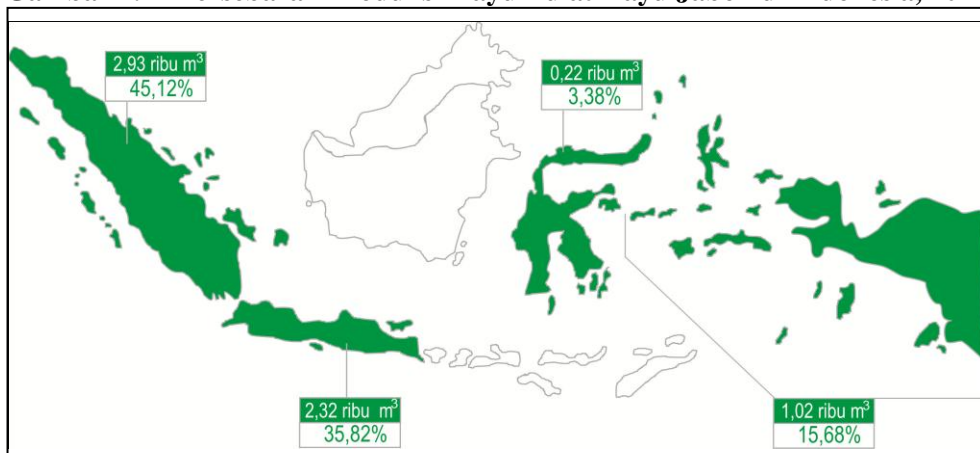 2,93 ribu m³
45,12%
0,22 ribu m³
3,38%
2,32 ribu m³
35,82%
1,02 ribu m³
15,68%